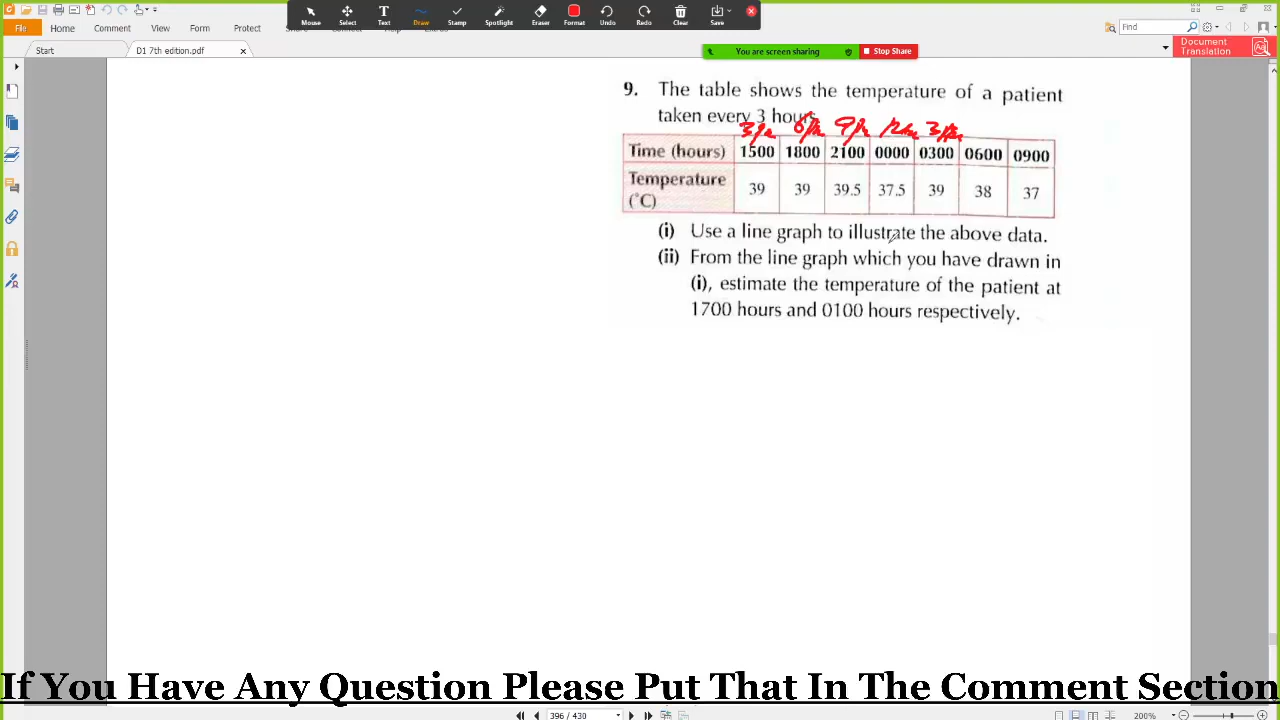 Mouse Select Text Draw Stamp Spotlight Eraser Format Undo Redo Clear Save
File Home Comment View Form Protect
Find
Start D1 7th edition.pdf
You are screen sharing Stop Share
Document
Translation
9. The table shows the temperature of a patient
taken every 3 hours.
3pm 6pm 9pm
Time (hours) 1500 1800 2100 0000 0300 0600 0900
Temperature
(°C) 39 39 39.5 37.5 39 38 37
(i) Use a line graph to illustrate the above data.
(ii) From the line graph which you have drawn in
(i), estimate the temperature of the patient at
1700 hours and 0100 hours respectively.
If You Have Any Question Please Put That In The Comment Section
396 / 430
200%